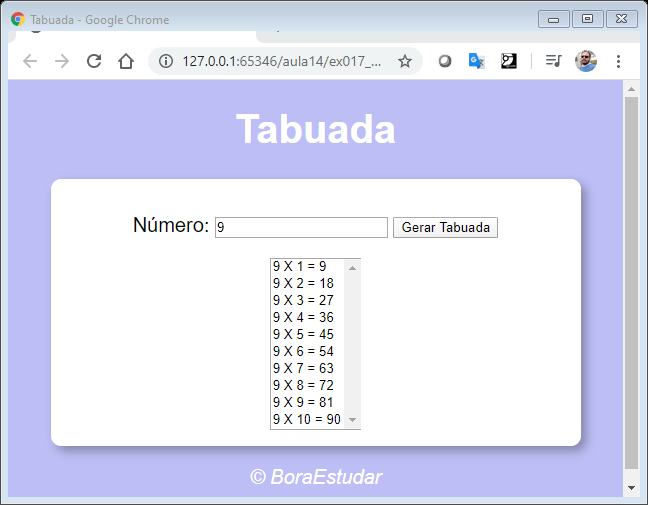 Tabuada - Google Chrome
127.0.0.1:65346/aula14/ex017_...
Tabuada
Número: 9 Gerar Tabuada
9 X 1 = 9
9 X 2 = 18
9 X 3 = 27
9 X 4 = 36
9 X 5 = 45
9 X 6 = 54
9 X 7 = 63
9 X 8 = 72
9 X 9 = 81
9 X 10 = 90
© BoraEstudar